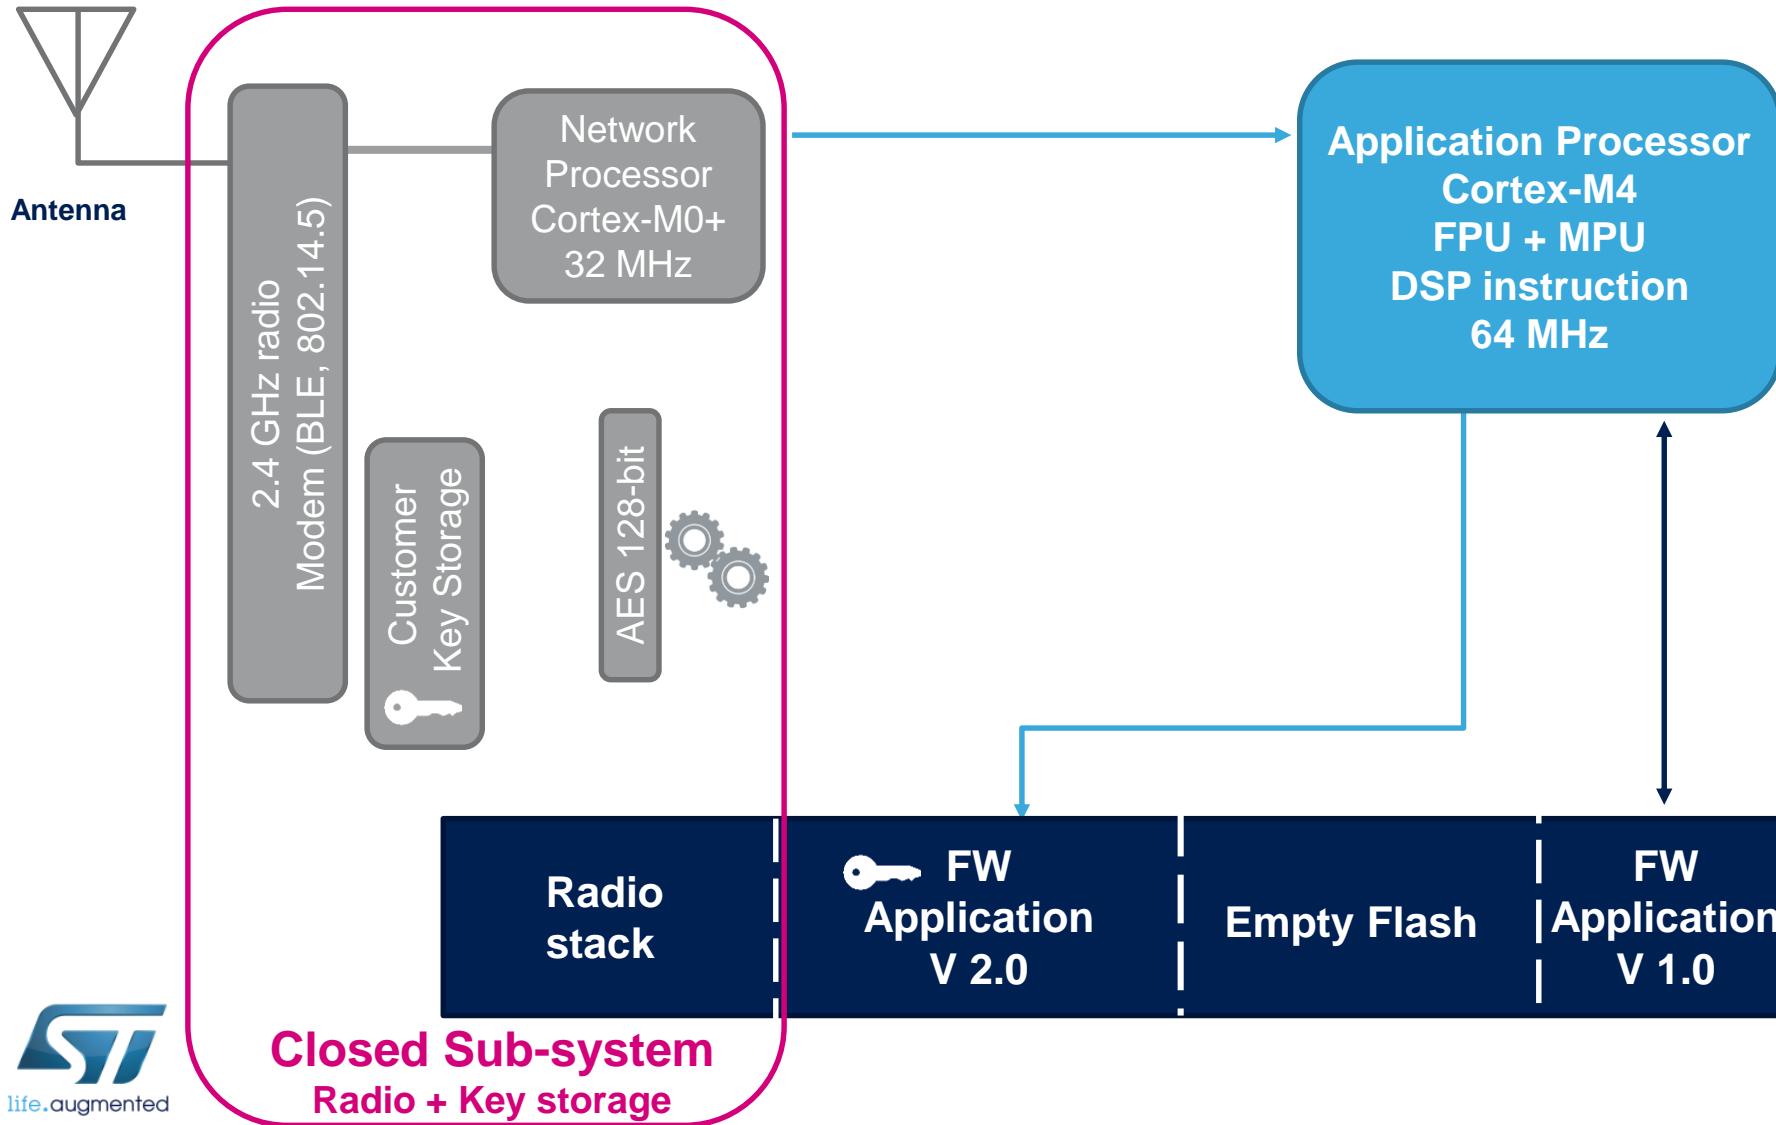 Antenna
2.4 GHz radio
Modem (BLE, 802.14.5)
Network
Processor
Cortex-M0+
32 MHz
Customer
Key Storage
AES 128-bit
Application Processor
Cortex-M4
FPU + MPU
DSP instruction
64 MHz
Radio
stack
FW
Application
V 2.0
Empty Flash
FW
Application
V 1.0
Closed Sub-system
Radio + Key storage
ST
life.augmented